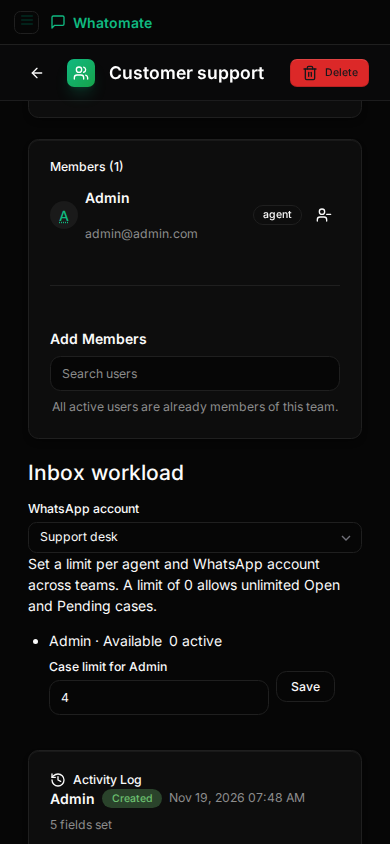 Whatomate
Customer support
Delete
Members (1)
A
Admin
admin@admin.com
agent
Add Members
Search users
All active users are already members of this team.
Inbox workload
WhatsApp account
Support desk
Set a limit per agent and WhatsApp account
across teams. A limit of 0 allows unlimited Open
and Pending cases.
• Admin · Available 0 active
Case limit for Admin
4
Save
Activity Log
Admin Created Nov 19, 2026 07:48 AM
5 fields set